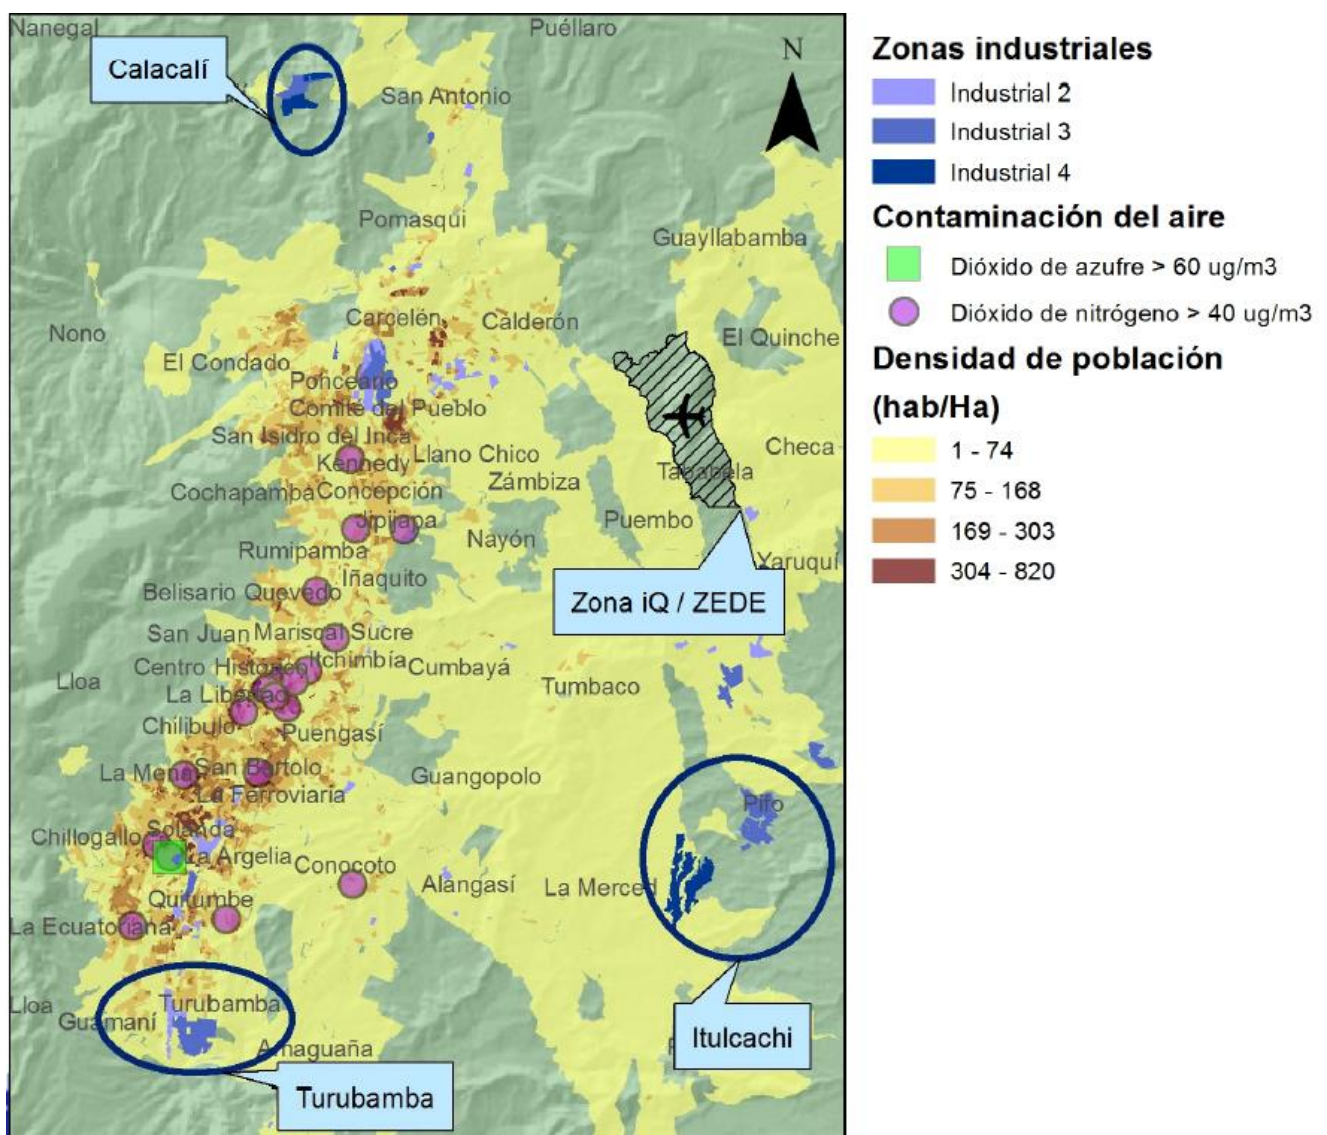 Nanegal
Puéllaro
Calacalí
N
San Antonio
Pomasqui
Guayllabamba
Nono
Carcelén
Calderón
El Quinche
El Condado
Ponceano
Comité del Pueblo
San Isidro del Inca
Kennedy
Llano Chico
Checa
Cochapamba
Concepción
Zámbiza
Tababela
Jipijapa
Puembo
Rumipamba
Nayón
Yaruquí
Iñaquito
Belisario Quevedo
Zona iQ / ZEDE
San Juan
Mariscal Sucre
Centro Histórico
Itchimbía
Cumbayá
Lloa
La Libertad
Tumbaco
Chilibulo
Puengasí
La Mena
San Bartolo
Guangopolo
La Ferroviaria
Pifo
Chillogallo
Solanda
La Argelia
Conocoto
Alangasí
La Merced
Quitumbe
La Ecuatoriana
Lloa
Guamaní
Turubamba
Amaguaña
Itulcachi
Turubamba
Zonas industriales
Industrial 2
Industrial 3
Industrial 4
Contaminación del aire
Dióxido de azufre > 60 ug/m3
Dióxido de nitrógeno > 40 ug/m3
Densidad de población
(hab/Ha)
1 - 74
75 - 168
169 - 303
304 - 820